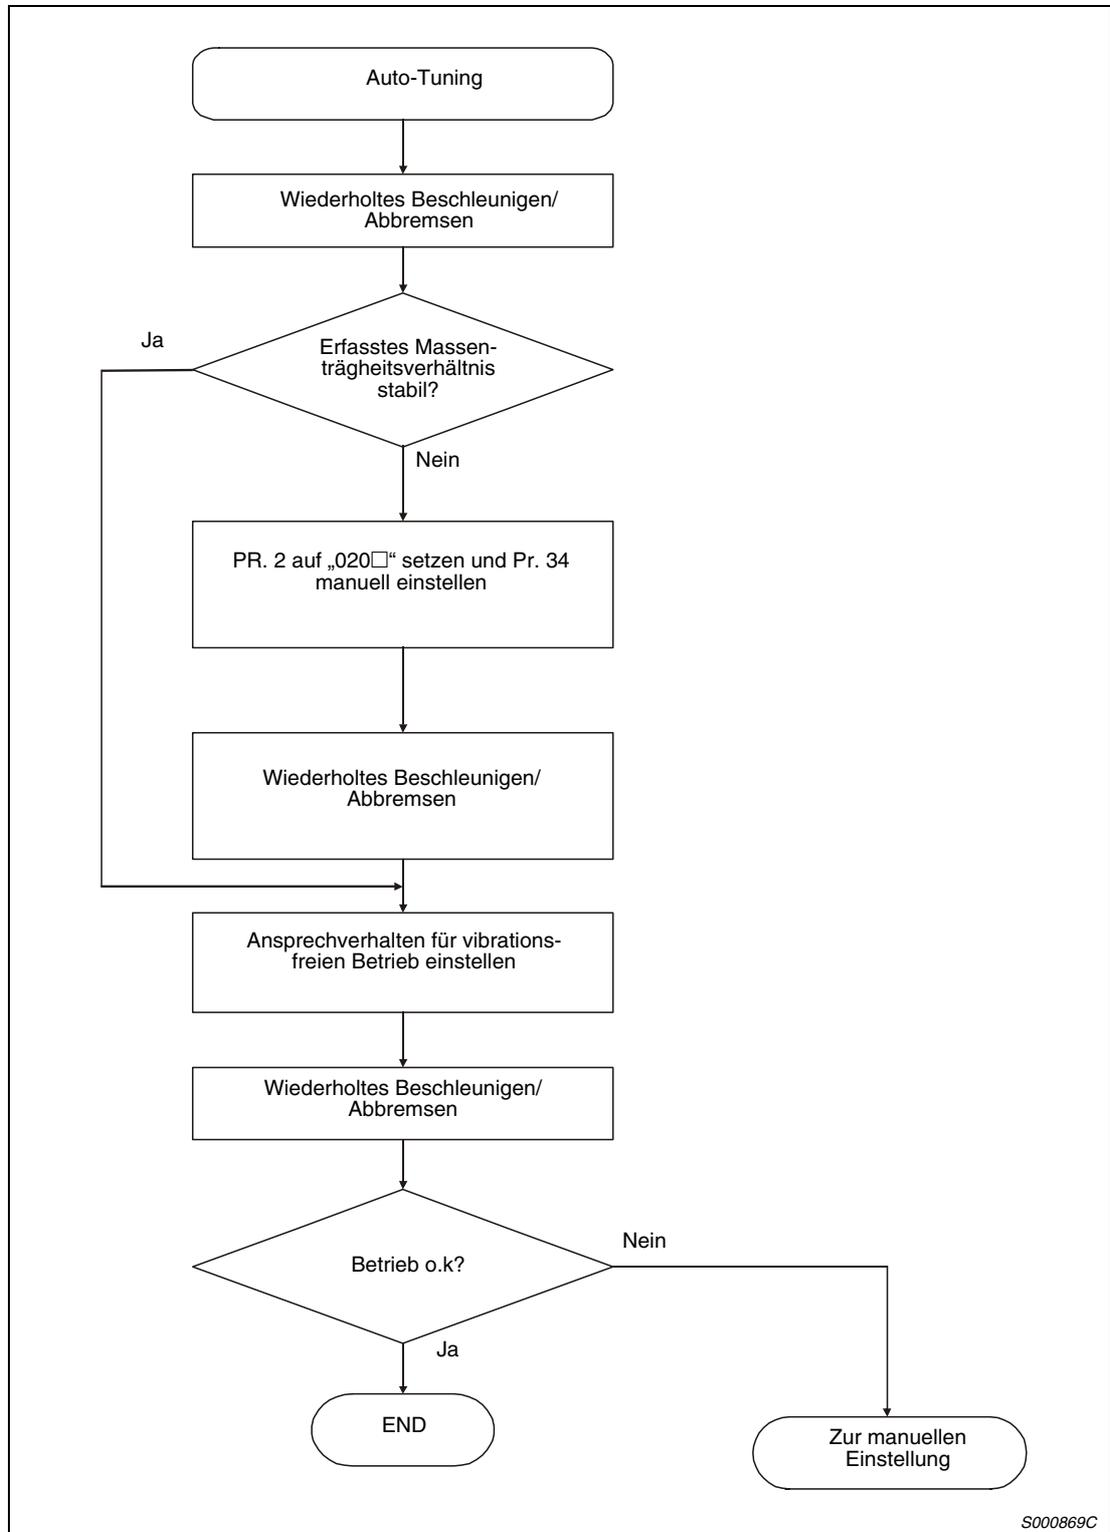 Auto-Tuning
Wiederholtes Beschleunigen/
Abbremsen
Ja
Erfasstes Massen-
trägheitsverhältnis
stabil?
Nein
PR. 2 auf „020□“ setzen und Pr. 34
manuell einstellen
Wiederholtes Beschleunigen/
Abbremsen
Ansprechverhalten für vibrations-
freien Betrieb einstellen
Wiederholtes Beschleunigen/
Abbremsen
Betrieb o.k?
Nein
Ja
END
Zur manuellen
Einstellung
S000869C